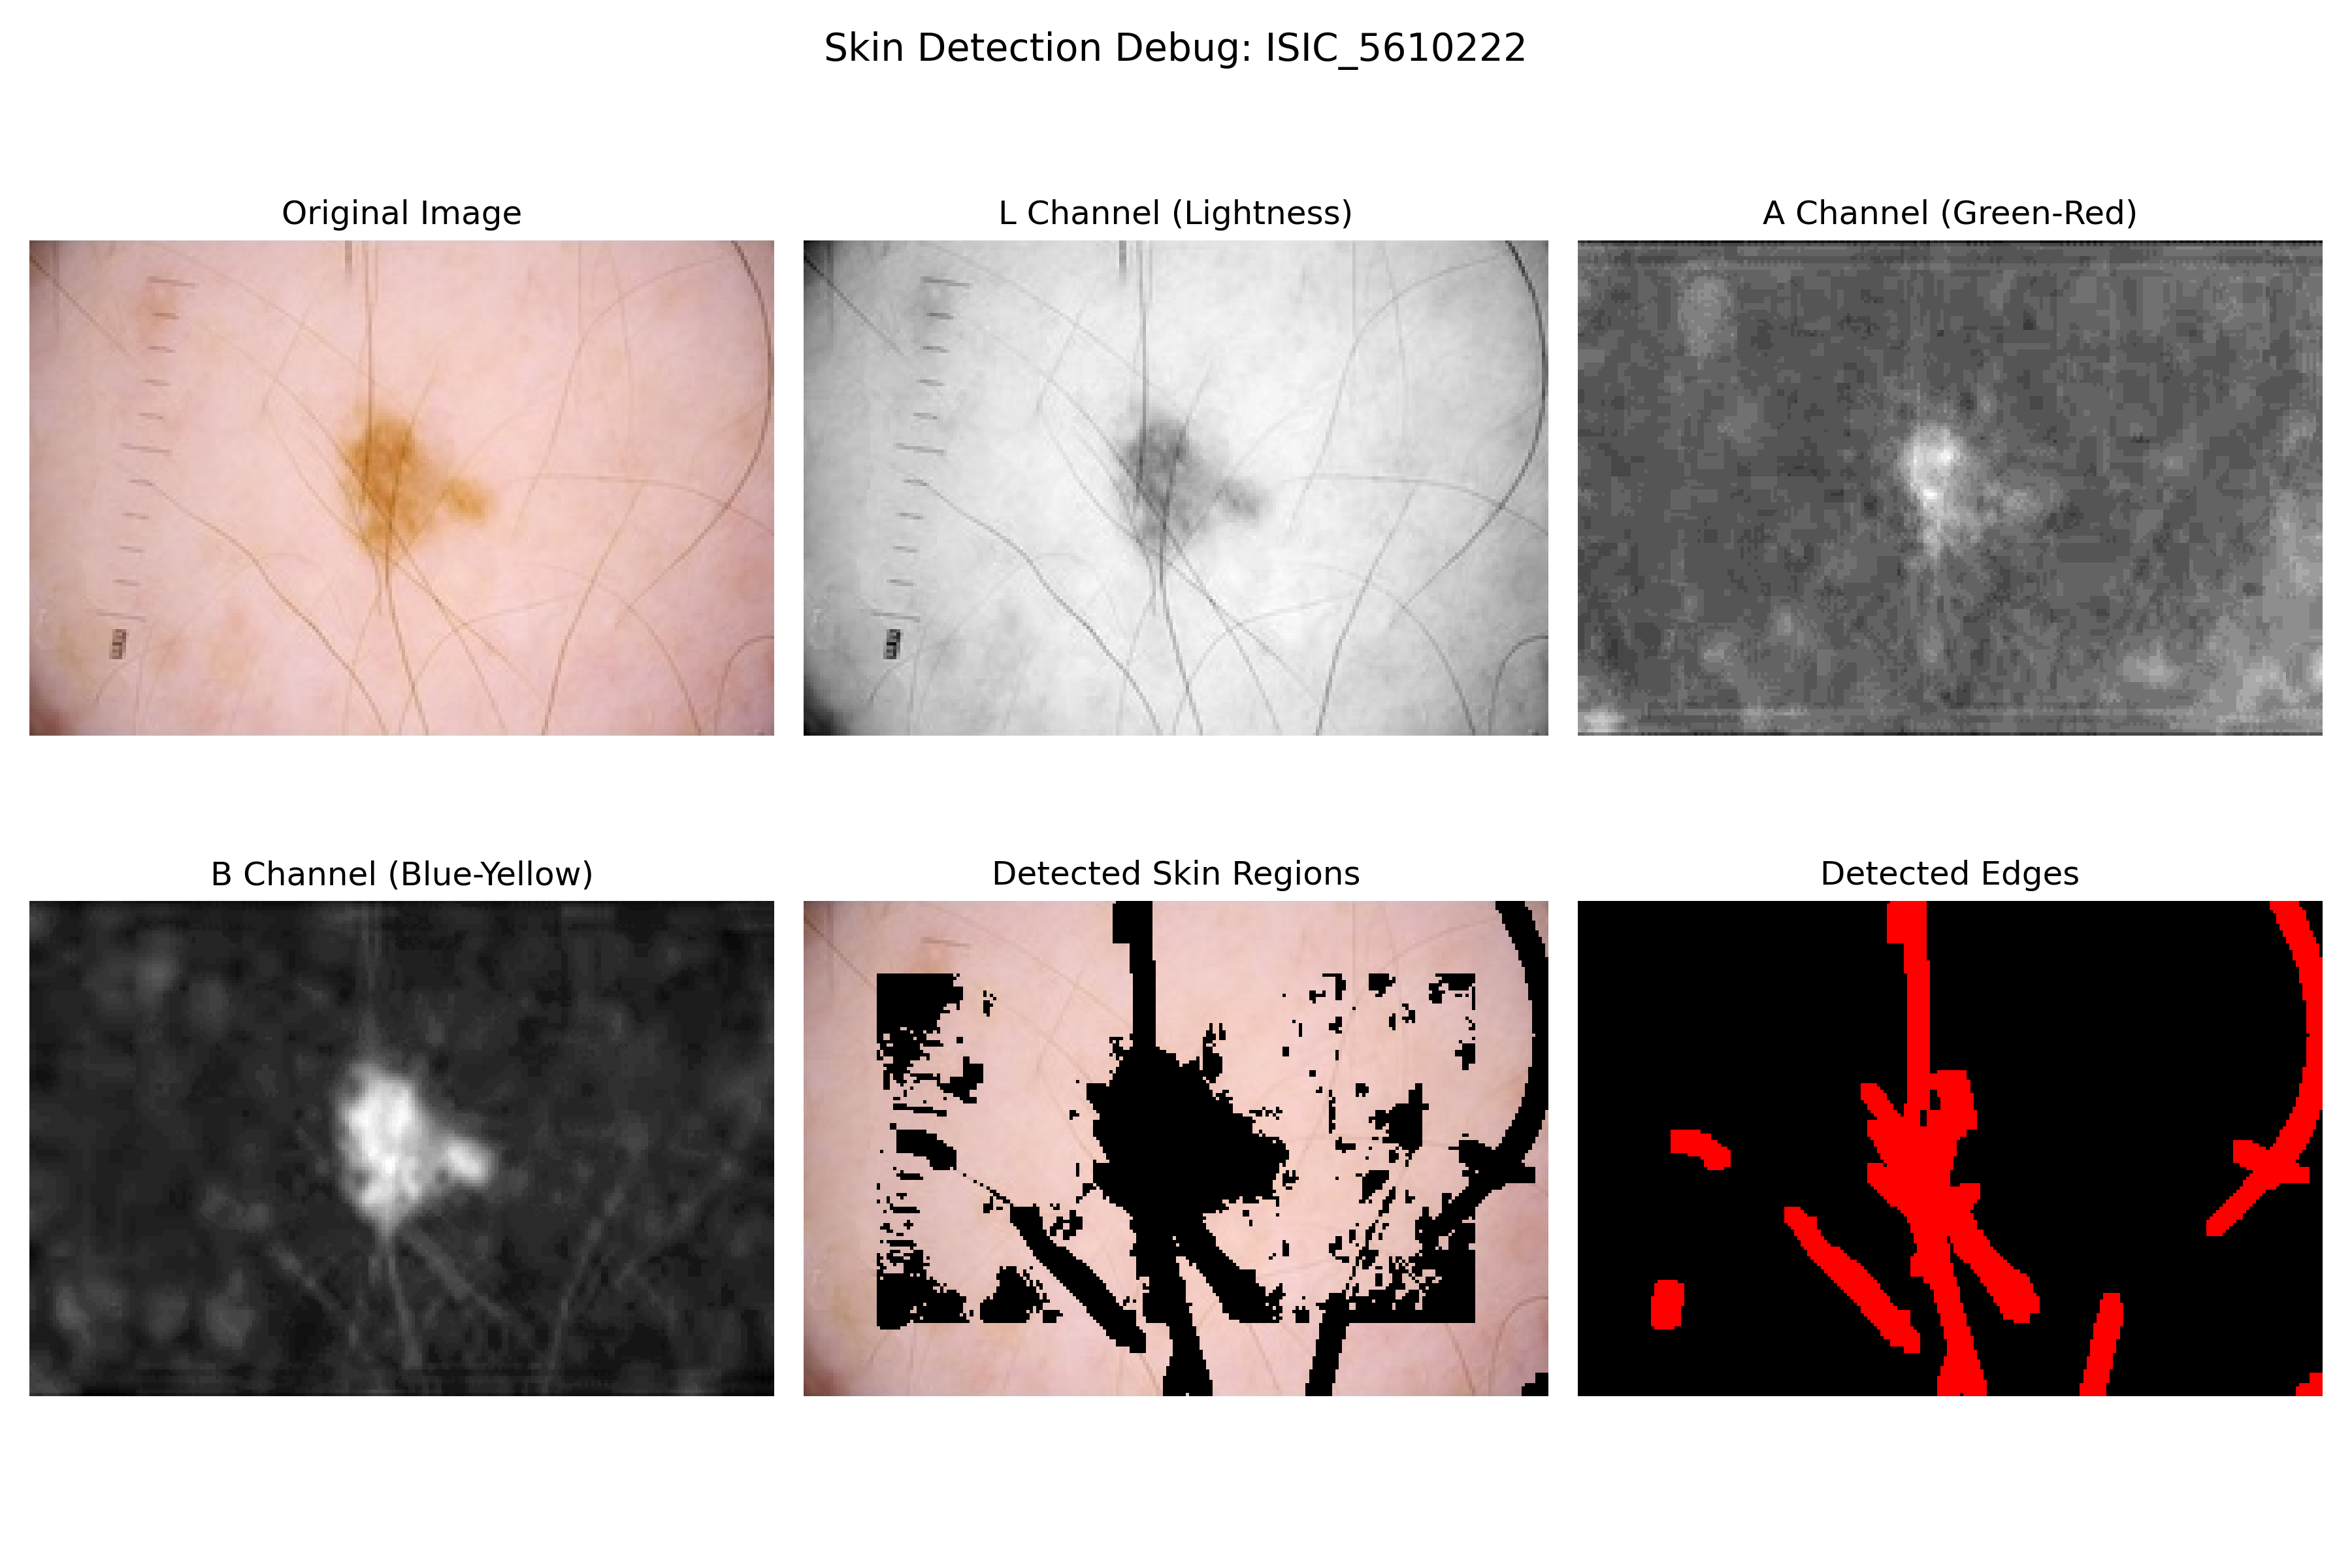 Skin Detection Debug: ISIC_5610222
Original Image
L Channel (Lightness)
A Channel (Green-Red)
B Channel (Blue-Yellow)
Detected Skin Regions
Detected Edges